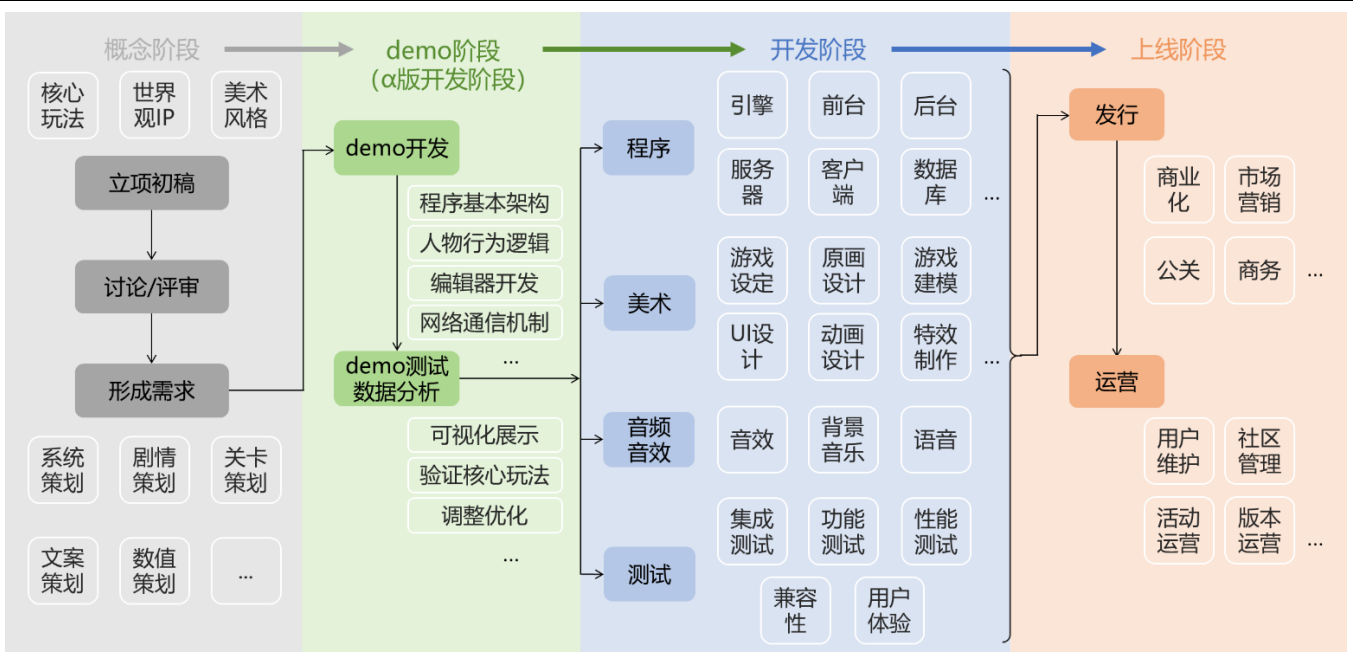 概念阶段
demo阶段
（α版开发阶段）
开发阶段
上线阶段
核心
玩法
世界
观IP
美术
风格
立项初稿
讨论/评审
形成需求
系统
策划
剧情
策划
关卡
策划
文案
策划
数值
策划
...
demo开发
程序基本架构
人物行为逻辑
编辑器开发
网络通信机制
...
demo测试
数据分析
可视化展示
验证核心玩法
调整优化
...
程序
引擎
前台
后台
服务
器
客户
端
数据
库
...
美术
游戏
设定
原画
设计
游戏
建模
UI设
计
动画
设计
特效
制作
...
音频
音效
音效
背景
音乐
语音
测试
集成
测试
功能
测试
性能
测试
兼容
性
用户
体验
发行
商业
化
市场
营销
公关
商务
...
运营
用户
维护
社区
管理
活动
运营
版本
运营
...